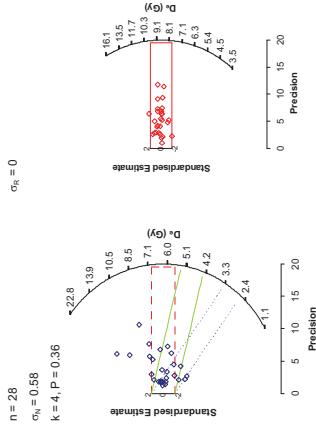 n = 28
σN = 0.58
k = 4, P = 0.36
22.8
13.9
10.5
8.5
7.1
6.0
5.1
4.2
3.3
2.4
1.1
De (Gy)
Standardised Estimate
2
0
-2
0 5 10 15 20
Precision
σR = 0
16.1
13.5
11.7
10.3
9.1
8.1
7.1
6.3
5.4
4.5
3.5
De (Gy)
Standardised Estimate
2
0
-2
0 5 10 15 20
Precision